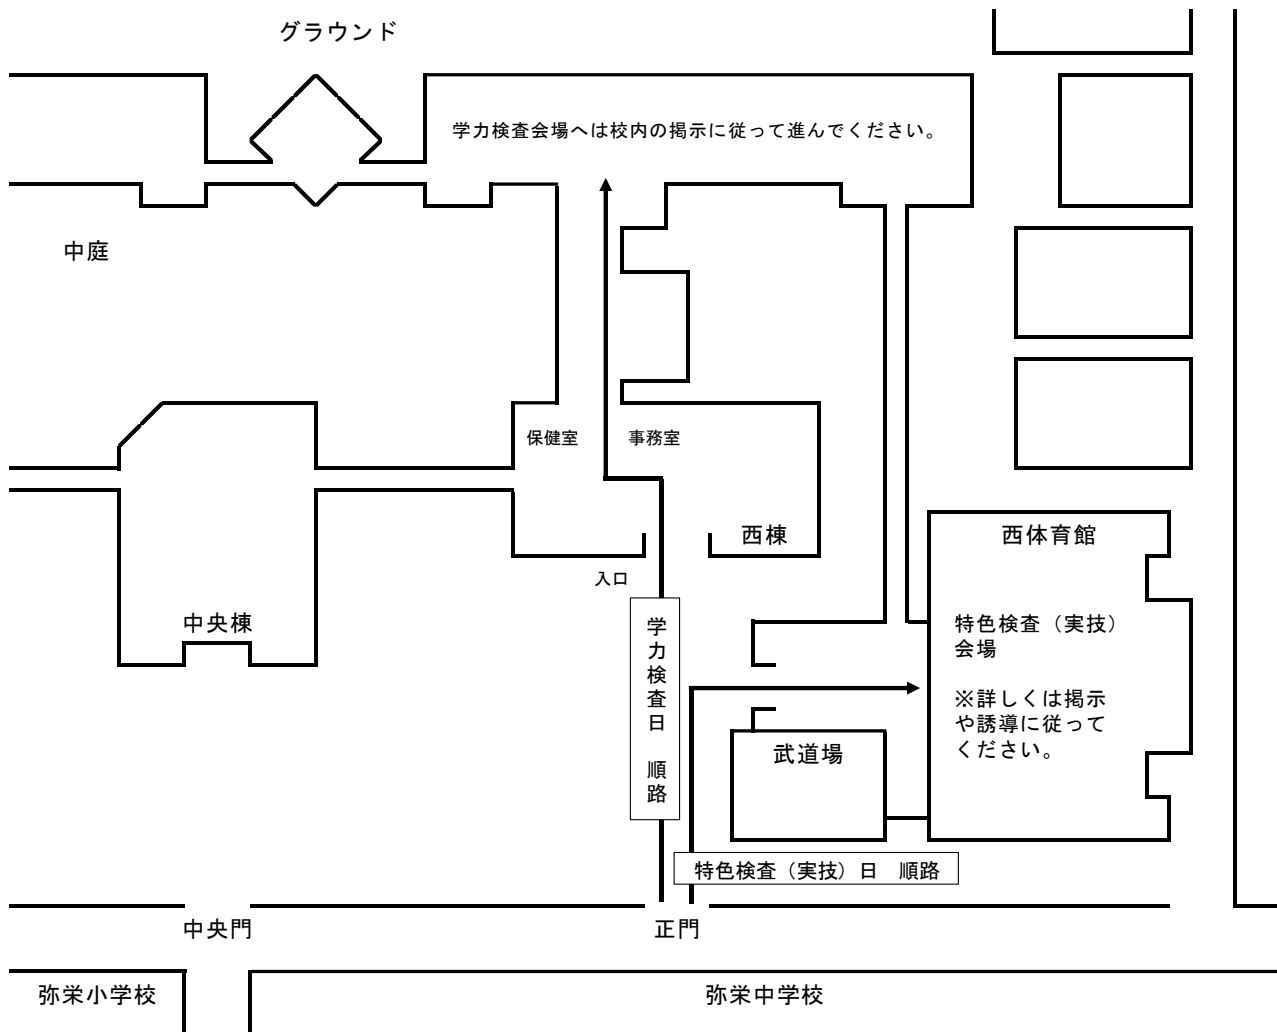 グラウンド
学力検査会場へは校内の掲示に従って進んでください。
中庭
保健室
事務室
西棟
西体育館
入口
中央棟
学力検査日　順路
特色検査（実技）
会場
※詳しくは掲示
や誘導に従って
ください。
武道場
特色検査（実技）日　順路
中央門
正門
弥栄小学校
弥栄中学校